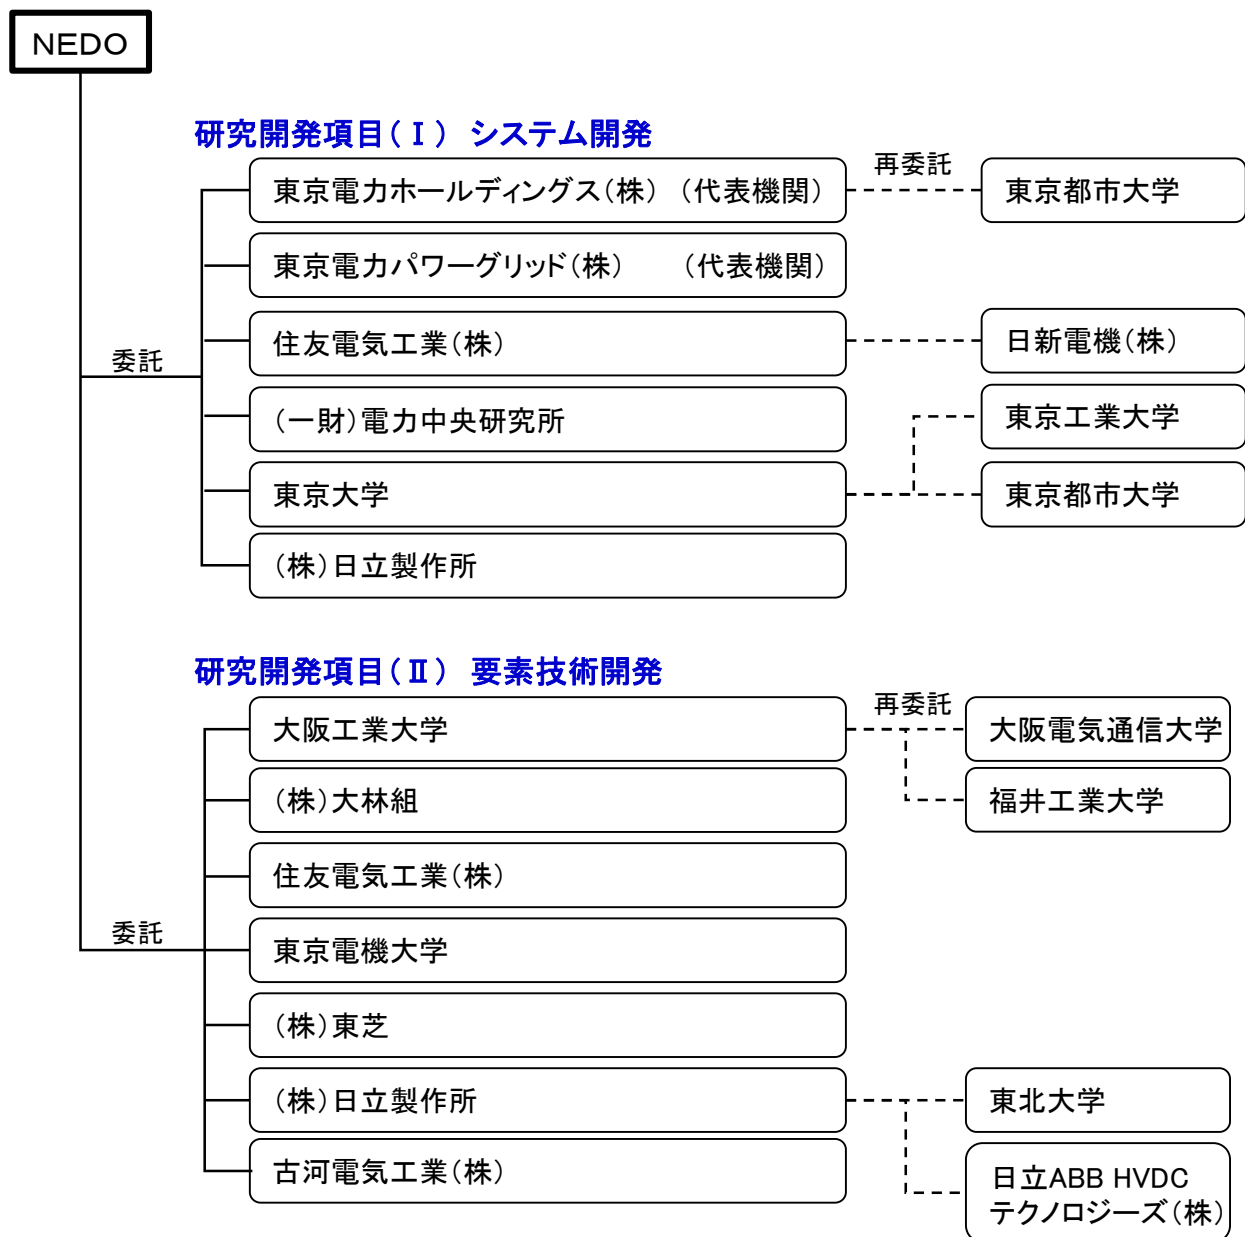 NEDO
研究開発項目(Ⅰ) システム開発
再委託
東京電力ホールディングス(株) (代表機関)
東京都市大学
東京電力パワーグリッド(株) (代表機関)
住友電気工業(株)
日新電機(株)
委託
(一財)電力中央研究所
東京工業大学
東京大学
東京都市大学
(株)日立製作所
研究開発項目(Ⅱ) 要素技術開発
再委託
大阪工業大学
大阪電気通信大学
(株)大林組
福井工業大学
住友電気工業(株)
委託
東京電機大学
(株)東芝
(株)日立製作所
東北大学
古河電気工業(株)
日立ABB HVDC
テクノロジーズ(株)